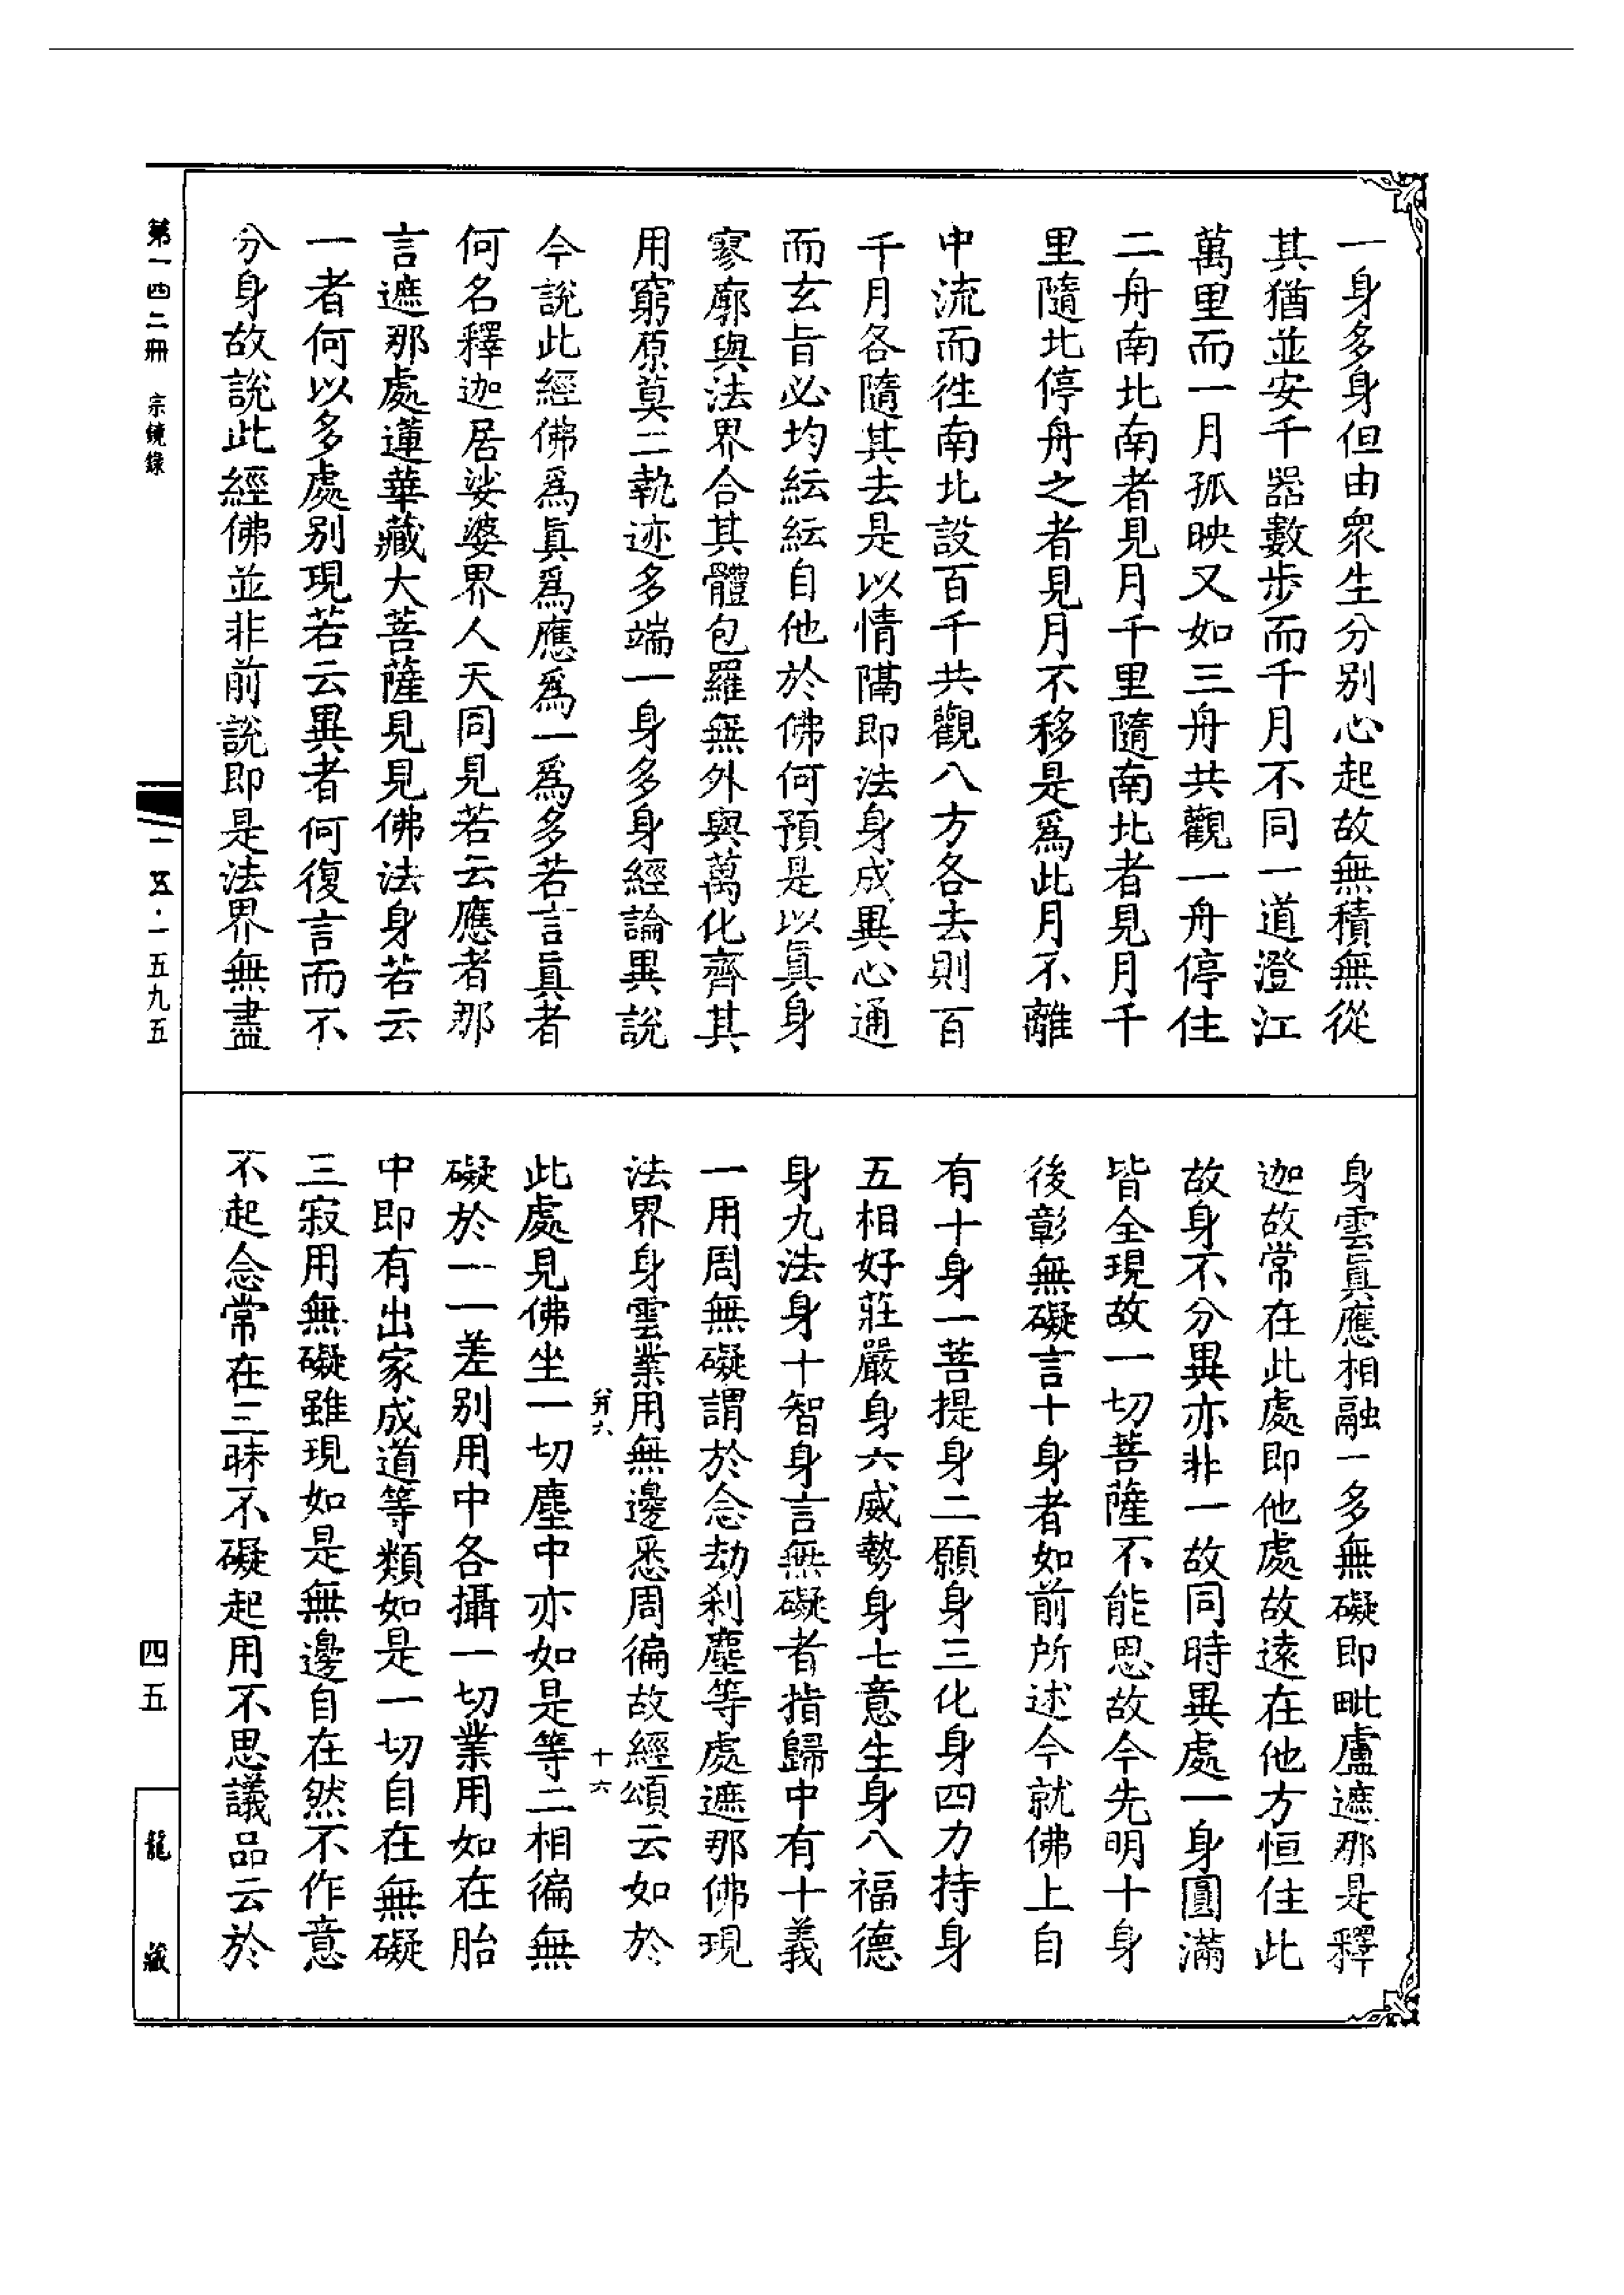 一身多身但由衆生分别心起故無積無從
其猶並安千器數步而千月不同一道澄江
萬里而一月孤映又如三舟共觀一舟停住
二舟南北南者見月千里隨南北者見月千
里隨北停舟之者見月不移是爲此月不離
中流而徃南北設百千共觀八方各去則百
千月各隨其去是以情隔即法身成異心通
而玄旨必均紜紜自他於佛何預是以眞身
寥廓與法界合其體包羅無外與萬化齊其
用窮原莫二執迹多端一身多身經論異說
今說此經佛爲眞爲應爲一爲多若言眞者
何名釋迦居娑婆界人天同見若云應者那
言遮那處蓮華藏大菩薩見見佛法身若云
一者何以多處别現若云異者何復言而不
分身故說此經佛並非前說即是法界無盡
身雲眞應相融一多無礙即毗盧遮那是釋
迦故常在此處即他處故遠在他方恒住此
故身不分異亦非一故同時異處一身圓滿
皆全現故一切菩薩不能思故今先明十身
後彰無礙言十身者如前所述今就佛上自
有十身一菩提身二願身三化身四力持身
五相好莊嚴身六威勢身七意生身八福德
身九法身十智身言無礙者指歸中有十義
一用周無礙謂於念劫刹塵等處遮那佛現
法界身雲業用無邊悉周徧故經頌云如於
此處見佛坐一切塵中亦如是等二相徧無
礙於一一差别用中各攝一切業用如在胎
中即有出家成道等類如是一切自在無礙
三寂用無礙雖現如是無邊自在然不作意
不起念常在三昧不礙起用不思議品云於
十六
第一四二冊 宗鏡錄
一五·一五九五
四五
龍藏